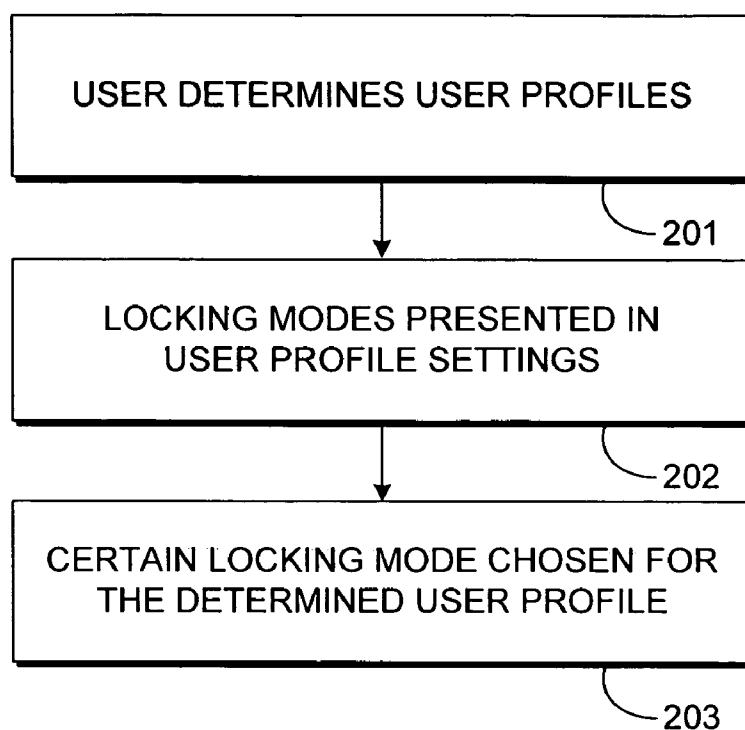 USER DETERMINES USER PROFILES
201
LOCKING MODES PRESENTED IN
USER PROFILE SETTINGS
202
CERTAIN LOCKING MODE CHOSEN FOR
THE DETERMINED USER PROFILE
203